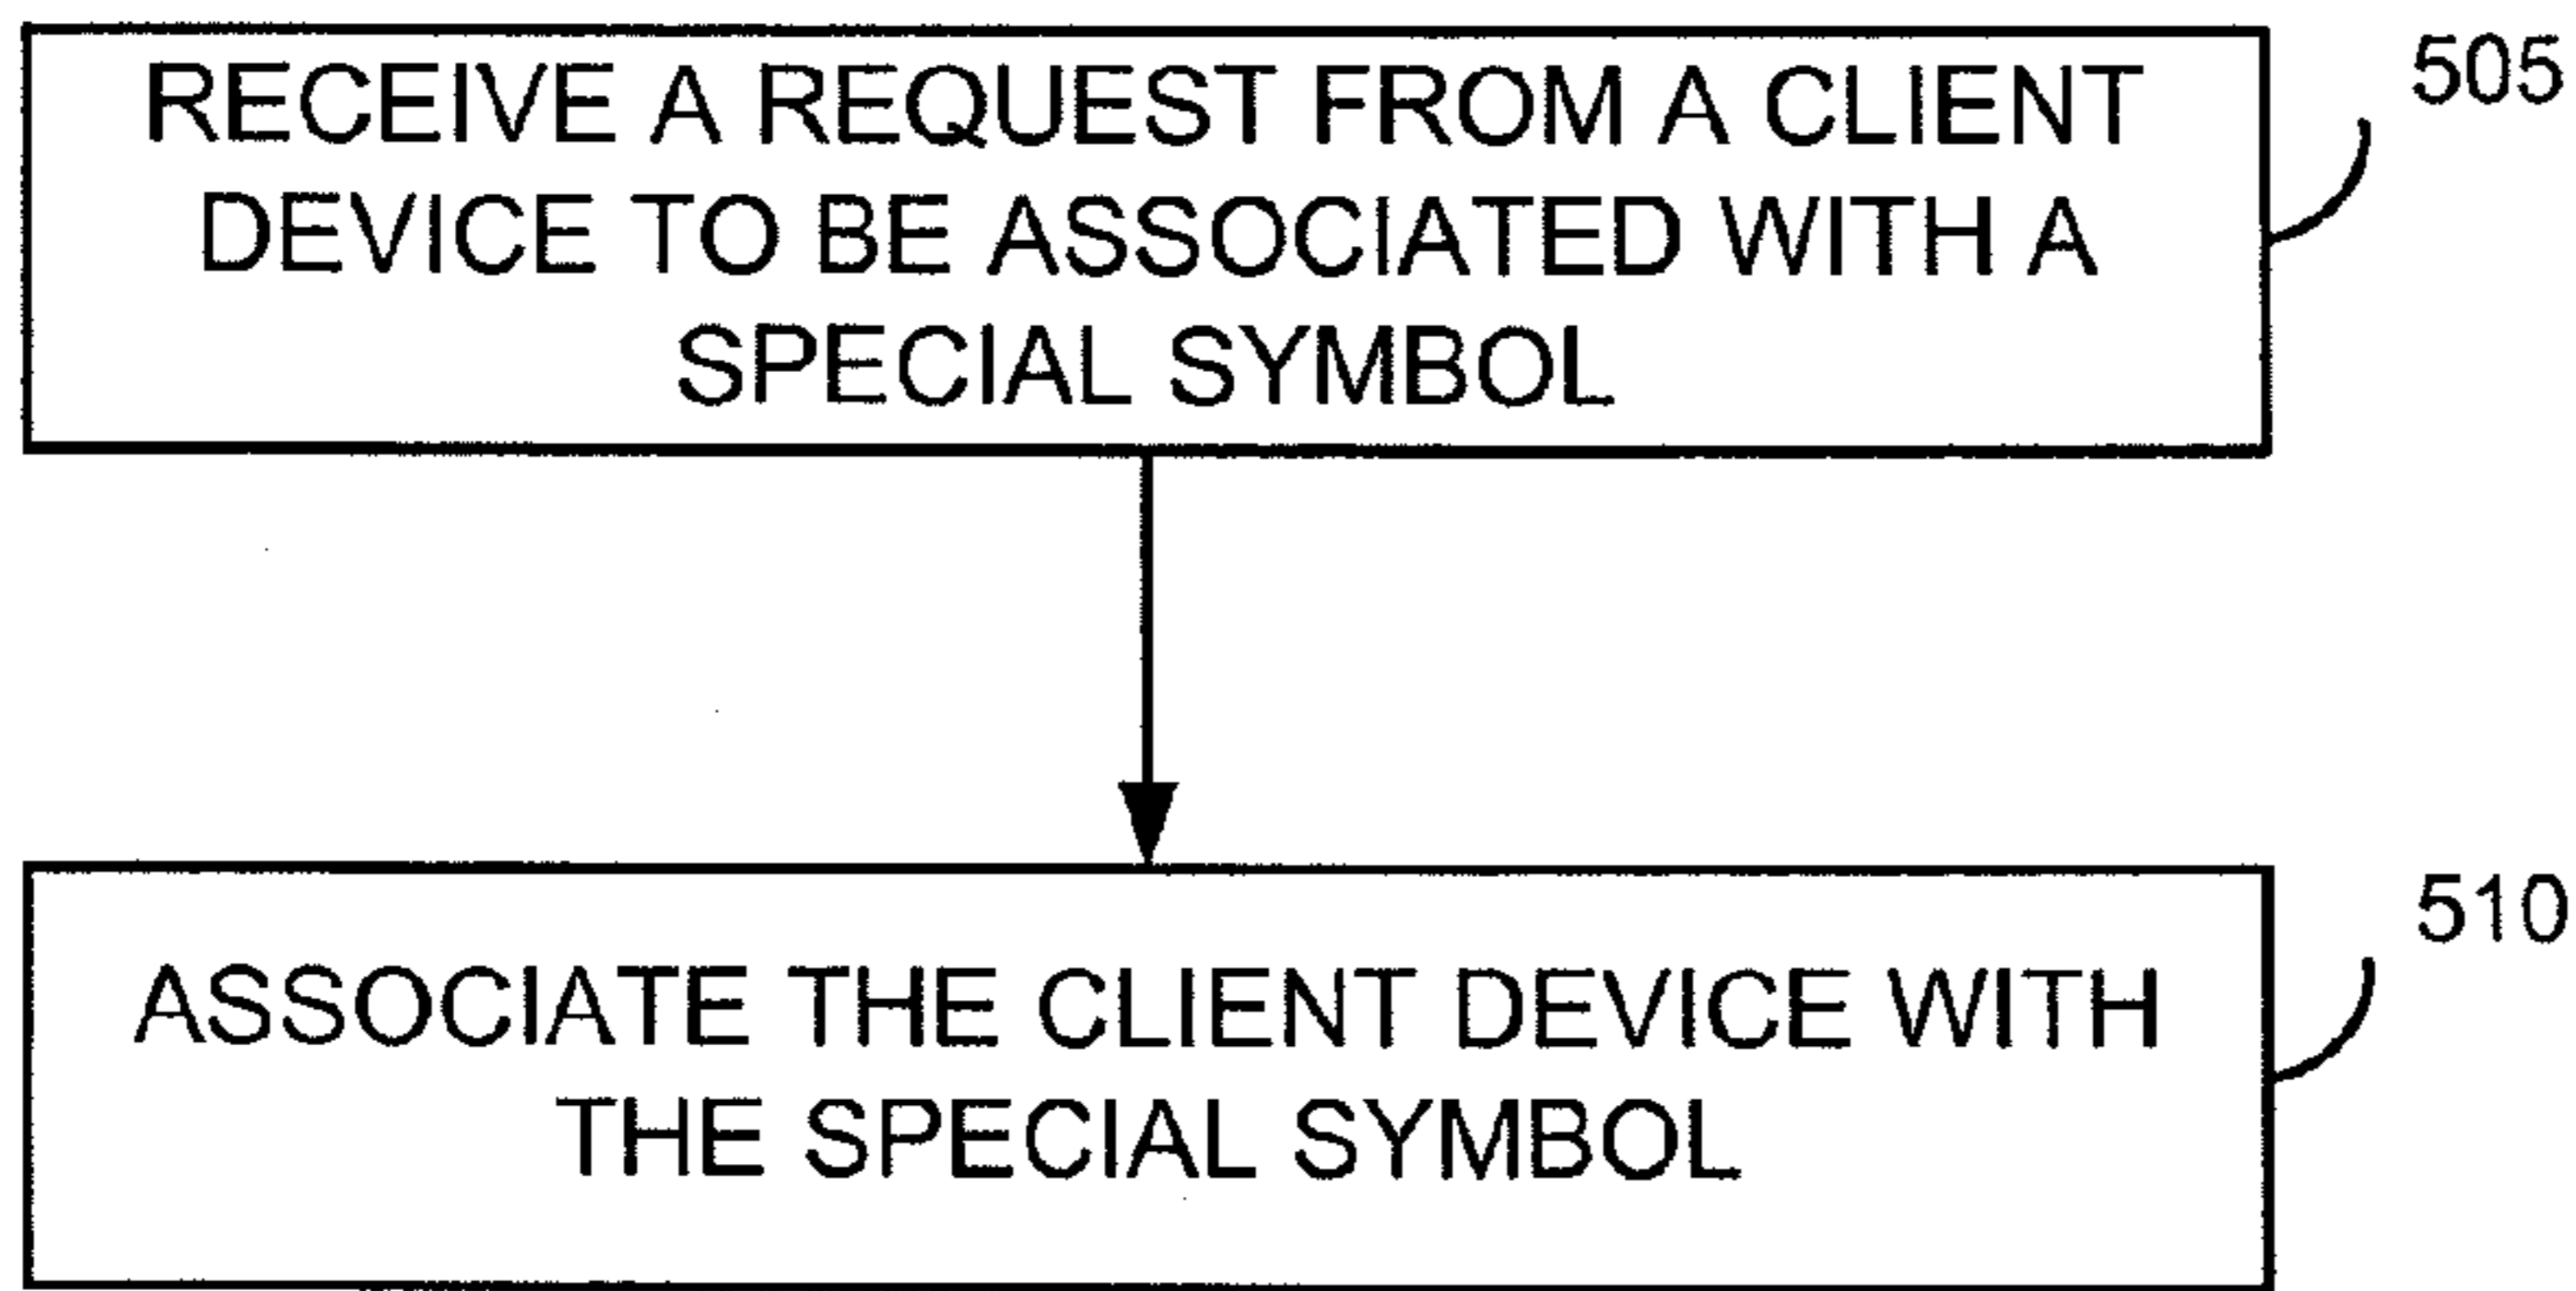 RECEIVE A REQUEST FROM A CLIENT
DEVICE TO BE ASSOCIATED WITH A
SPECIAL SYMBOL
505
ASSOCIATE THE CLIENT DEVICE WITH
THE SPECIAL SYMBOL
510